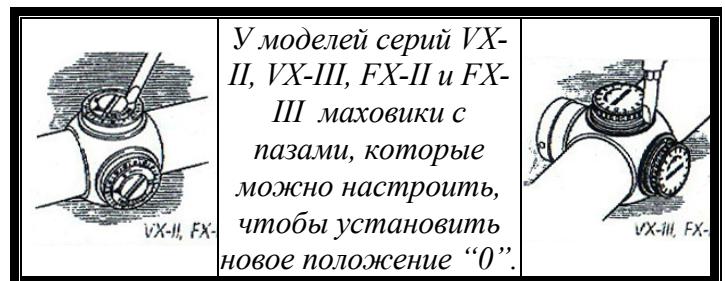 У моделей серий VX-
II, VX-III, FX-II и FX-
III маховики с
пазами, которые
можно настроить,
чтобы установить
новое положение “0”.
VX-II, FX-
VX-III, FX-